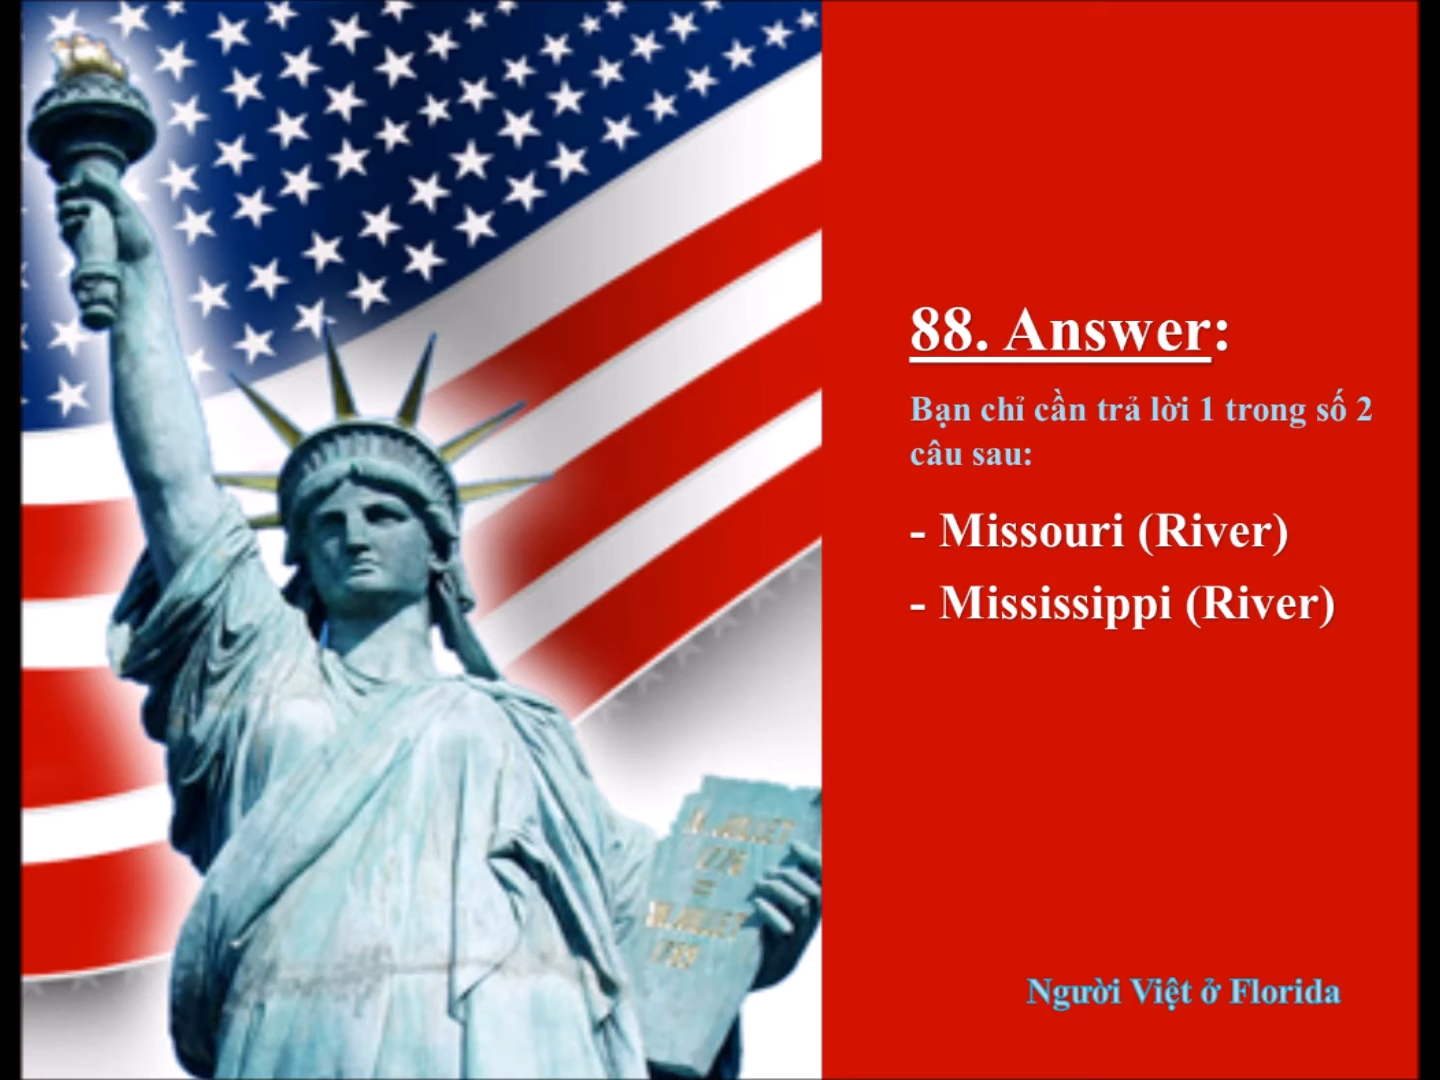 88. Answer:
Bạn chỉ cần trả lời 1 trong số 2
câu sau:
- Missouri (River)
- Mississippi (River)
Người Việt ở Florida